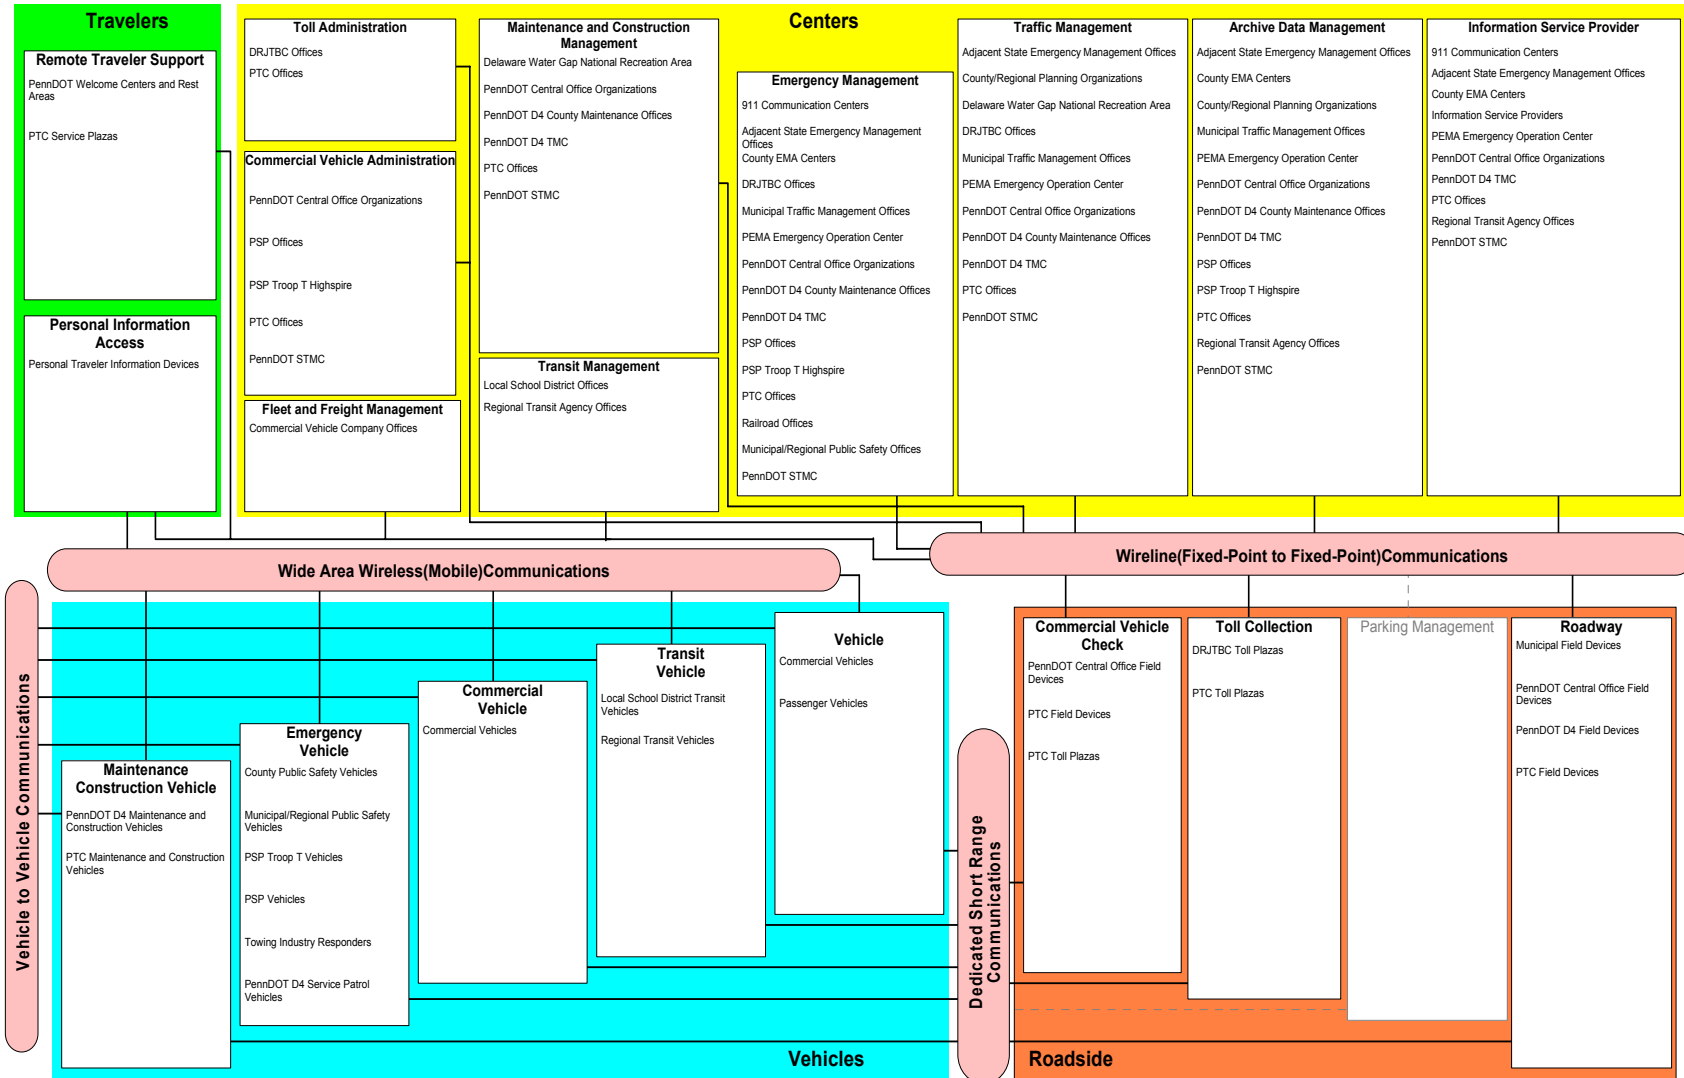 Travelers
Remote Traveler Support
PennDOT Welcome Centers and Rest
Areas
PTC Service Plazas
Personal Information
Access
Personal Traveler Information Devices
Centers
Toll Administration
DRJTBC Offices
PTC Offices
Commercial Vehicle Administration
PennDOT Central Office Organizations
PSP Offices
PSP Troop T Highspire
PTC Offices
PennDOT STMC
Fleet and Freight Management
Commercial Vehicle Company Offices
Maintenance and Construction
Management
Delaware Water Gap National Recreation Area
PennDOT Central Office Organizations
PennDOT D4 County Maintenance Offices
PennDOT D4 TMC
PTC Offices
PennDOT STMC
Transit Management
Local School District Offices
Regional Transit Agency Offices
Emergency Management
911 Communication Centers
Adjacent State Emergency Management
Offices
County EMA Centers
DRJTBC Offices
Municipal Traffic Management Offices
PEMA Emergency Operation Center
PennDOT Central Office Organizations
PennDOT D4 County Maintenance Offices
PennDOT D4 TMC
PSP Offices
PSP Troop T Highspire
PTC Offices
Railroad Offices
Municipal/Regional Public Safety Offices
PennDOT STMC
Traffic Management
Adjacent State Emergency Management Offices
County/Regional Planning Organizations
Delaware Water Gap National Recreation Area
DRJTBC Offices
Municipal Traffic Management Offices
PEMA Emergency Operation Center
PennDOT Central Office Organizations
PennDOT D4 County Maintenance Offices
PennDOT D4 TMC
PTC Offices
PennDOT STMC
Archive Data Management
Adjacent State Emergency Management Offices
County EMA Centers
County/Regional Planning Organizations
Municipal Traffic Management Offices
PEMA Emergency Operation Center
PennDOT Central Office Organizations
PennDOT D4 County Maintenance Offices
PennDOT D4 TMC
PSP Offices
PSP Troop T Highspire
PTC Offices
Regional Transit Agency Offices
PennDOT STMC
Information Service Provider
911 Communication Centers
Adjacent State Emergency Management Offices
County EMA Centers
Information Service Providers
PEMA Emergency Operation Center
PennDOT Central Office Organizations
PennDOT D4 TMC
PTC Offices
Regional Transit Agency Offices
PennDOT STMC
Wide Area Wireless(Mobile)Communications
Wireline(Fixed-Point to Fixed-Point)Communications
Vehicle to Vehicle Communications
Maintenance
Construction Vehicle
PennDOT D4 Maintenance and
Construction Vehicles
PTC Maintenance and Construction
Vehicles
Emergency
Vehicle
County Public Safety Vehicles
Municipal/Regional Public Safety
Vehicles
PSP Troop T Vehicles
PSP Vehicles
Towing Industry Responders
PennDOT D4 Service Patrol
Vehicles
Commercial
Vehicle
Commercial Vehicles
Transit
Vehicle
Local School District Transit
Vehicles
Regional Transit Vehicles
Vehicle
Commercial Vehicles
Passenger Vehicles
Vehicles
Dedicated Short Range
Communications
Commercial Vehicle
Check
PennDOT Central Office Field
Devices
PTC Field Devices
PTC Toll Plazas
Toll Collection
DRJTBC Toll Plazas
PTC Toll Plazas
Parking Management
Roadway
Municipal Field Devices
PennDOT Central Office Field
Devices
PennDOT D4 Field Devices
PTC Field Devices
Roadside